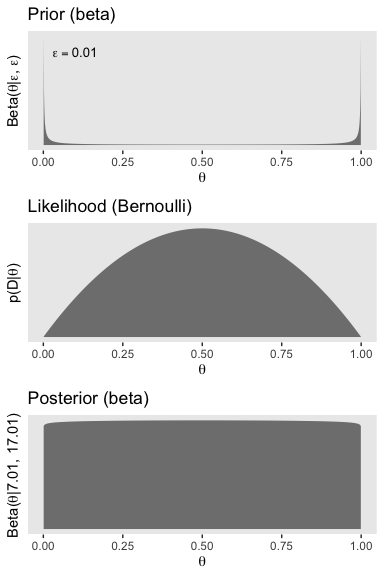 Prior (beta)
Beta(θ|ε, ε)
ε = 0.01
0.00 0.25 0.50 0.75 1.00
θ
Likelihood (Bernoulli)
p(D|θ)
0.00 0.25 0.50 0.75 1.00
θ
Posterior (beta)
Beta(θ|7.01, 17.01)
0.00 0.25 0.50 0.75 1.00
θ